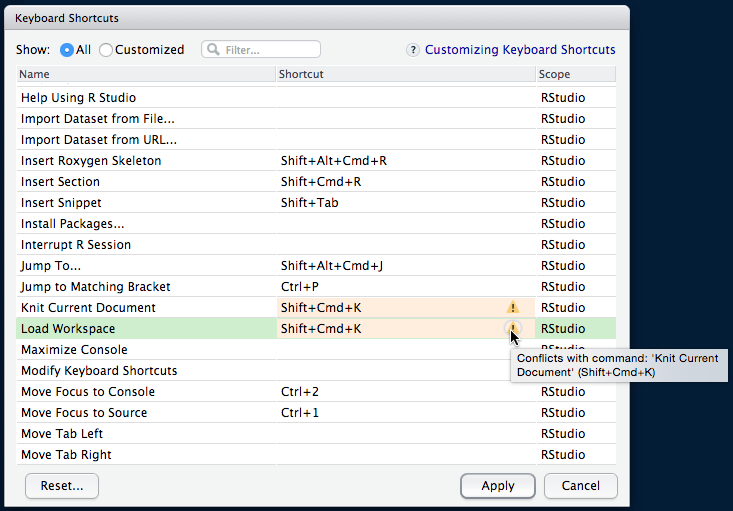 Keyboard Shortcuts
Show: All Customized Filter... ? Customizing Keyboard Shortcuts
Name Shortcut Scope
Help Using R Studio RStudio
Import Dataset from File... RStudio
Import Dataset from URL... RStudio
Insert Roxygen Skeleton Shift+Alt+Cmd+R RStudio
Insert Section Shift+Cmd+R RStudio
Insert Snippet Shift+Tab RStudio
Install Packages... RStudio
Interrupt R Session RStudio
Jump To... Shift+Alt+Cmd+J RStudio
Jump to Matching Bracket Ctrl+P RStudio
Knit Current Document Shift+Cmd+K RStudio
Load Workspace Shift+Cmd+K RStudio
Maximize Console RStudio
Conflicts with command: 'Knit Current
Document' (Shift+Cmd+K)
Modify Keyboard Shortcuts
Move Focus to Console Ctrl+2 RStudio
Move Focus to Source Ctrl+1 RStudio
Move Tab Left RStudio
Move Tab Right RStudio
Reset... Apply Cancel